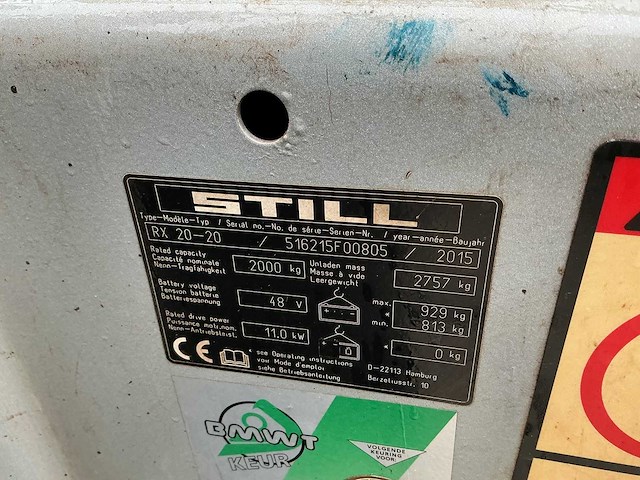 STILL
Type-Modèle-Typ / Serial no.-No. de série-Serien-Nr. / year-année-Baujahr
RX 20-20 / 516215F00805 / 2015
Rated capacity
Capacité nominale
Nenn-Tragfähigkeit
2000 kg
Unladen mass
Masse à vide
Leergewicht
2757 kg
Battery voltage
Tension batterie
Batteriespannung
48 V
max. 929 kg
min. 813 kg
Rated drive power
Puissance motr.nom.
Nenn-Antriebsleist.
11.0 kW
0 kg
CE
* see Operating instructions
voir Mode d'emploi
siehe Betriebsanleitung
D-22113 Hamburg
Berzeliusstr. 10
BMWT
KEUR
VOLGENDE
KEURING
VOOR: